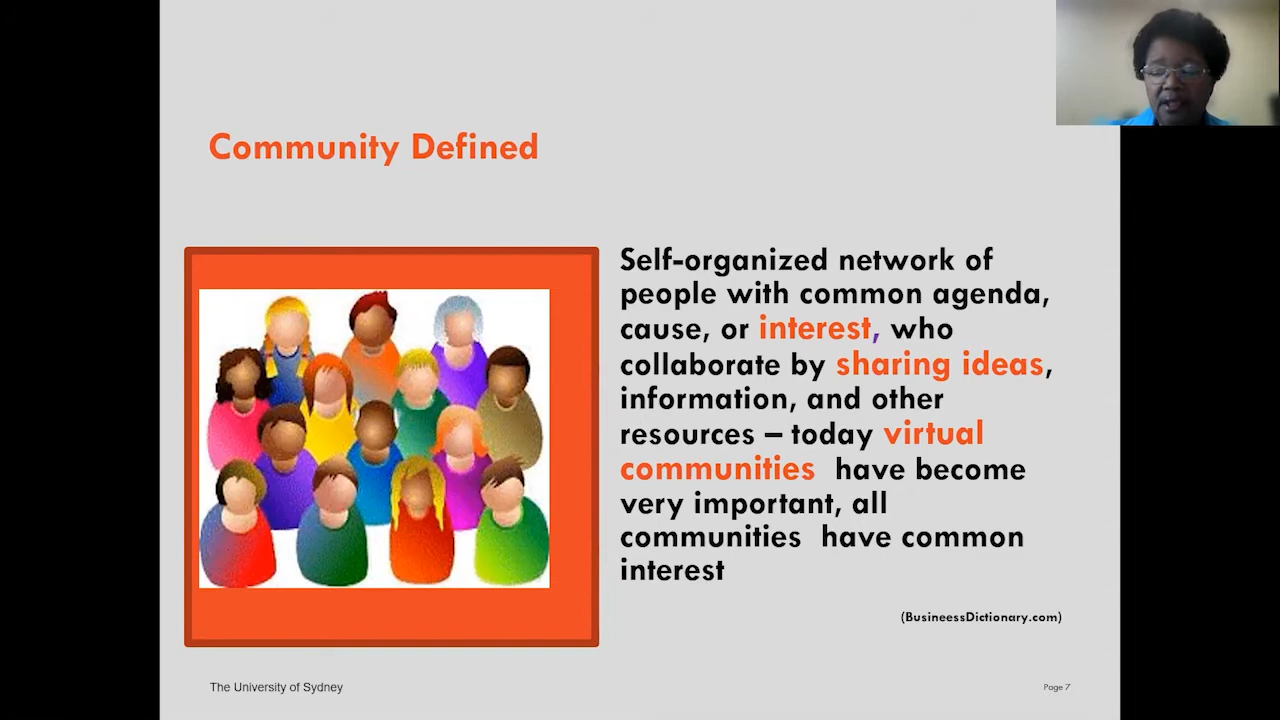 Community Defined
Self-organized network of
people with common agenda,
cause, or interest, who
collaborate by sharing ideas,
information, and other
resources – today virtual
communities have become
very important, all
communities have common
interest
(BusineessDictionary.com)
The University of Sydney
Page 7